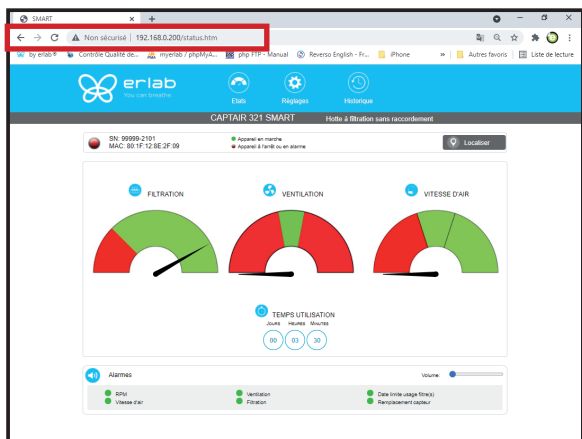 SMART
Non sécurisé | 192.168.0.200/status.htm
by erlab® Contrôle Qualité de... myerlab / phpMyA... php FTP - Manual Reverso English - Fr... iPhone » Autres favoris Liste de lecture
erlab
You can breathe
Etats Réglages Historique
CAPTAIR 321 SMART Hotte à filtration sans raccordement
SN: 99999-2101
MAC: 80:1F:12:8E:2F:09
Appareil en marche
Appareil à l'arrêt ou en alarme
Localiser
FILTRATION VENTILATION VITESSE D'AIR
TEMPS UTILISATION
JOURS HEURES MINUTES
00 03 30
Alarmes Volume:
RPM Ventilation Date limite usage filtre(s)
Vitesse d'air Filtration Remplacement capteur